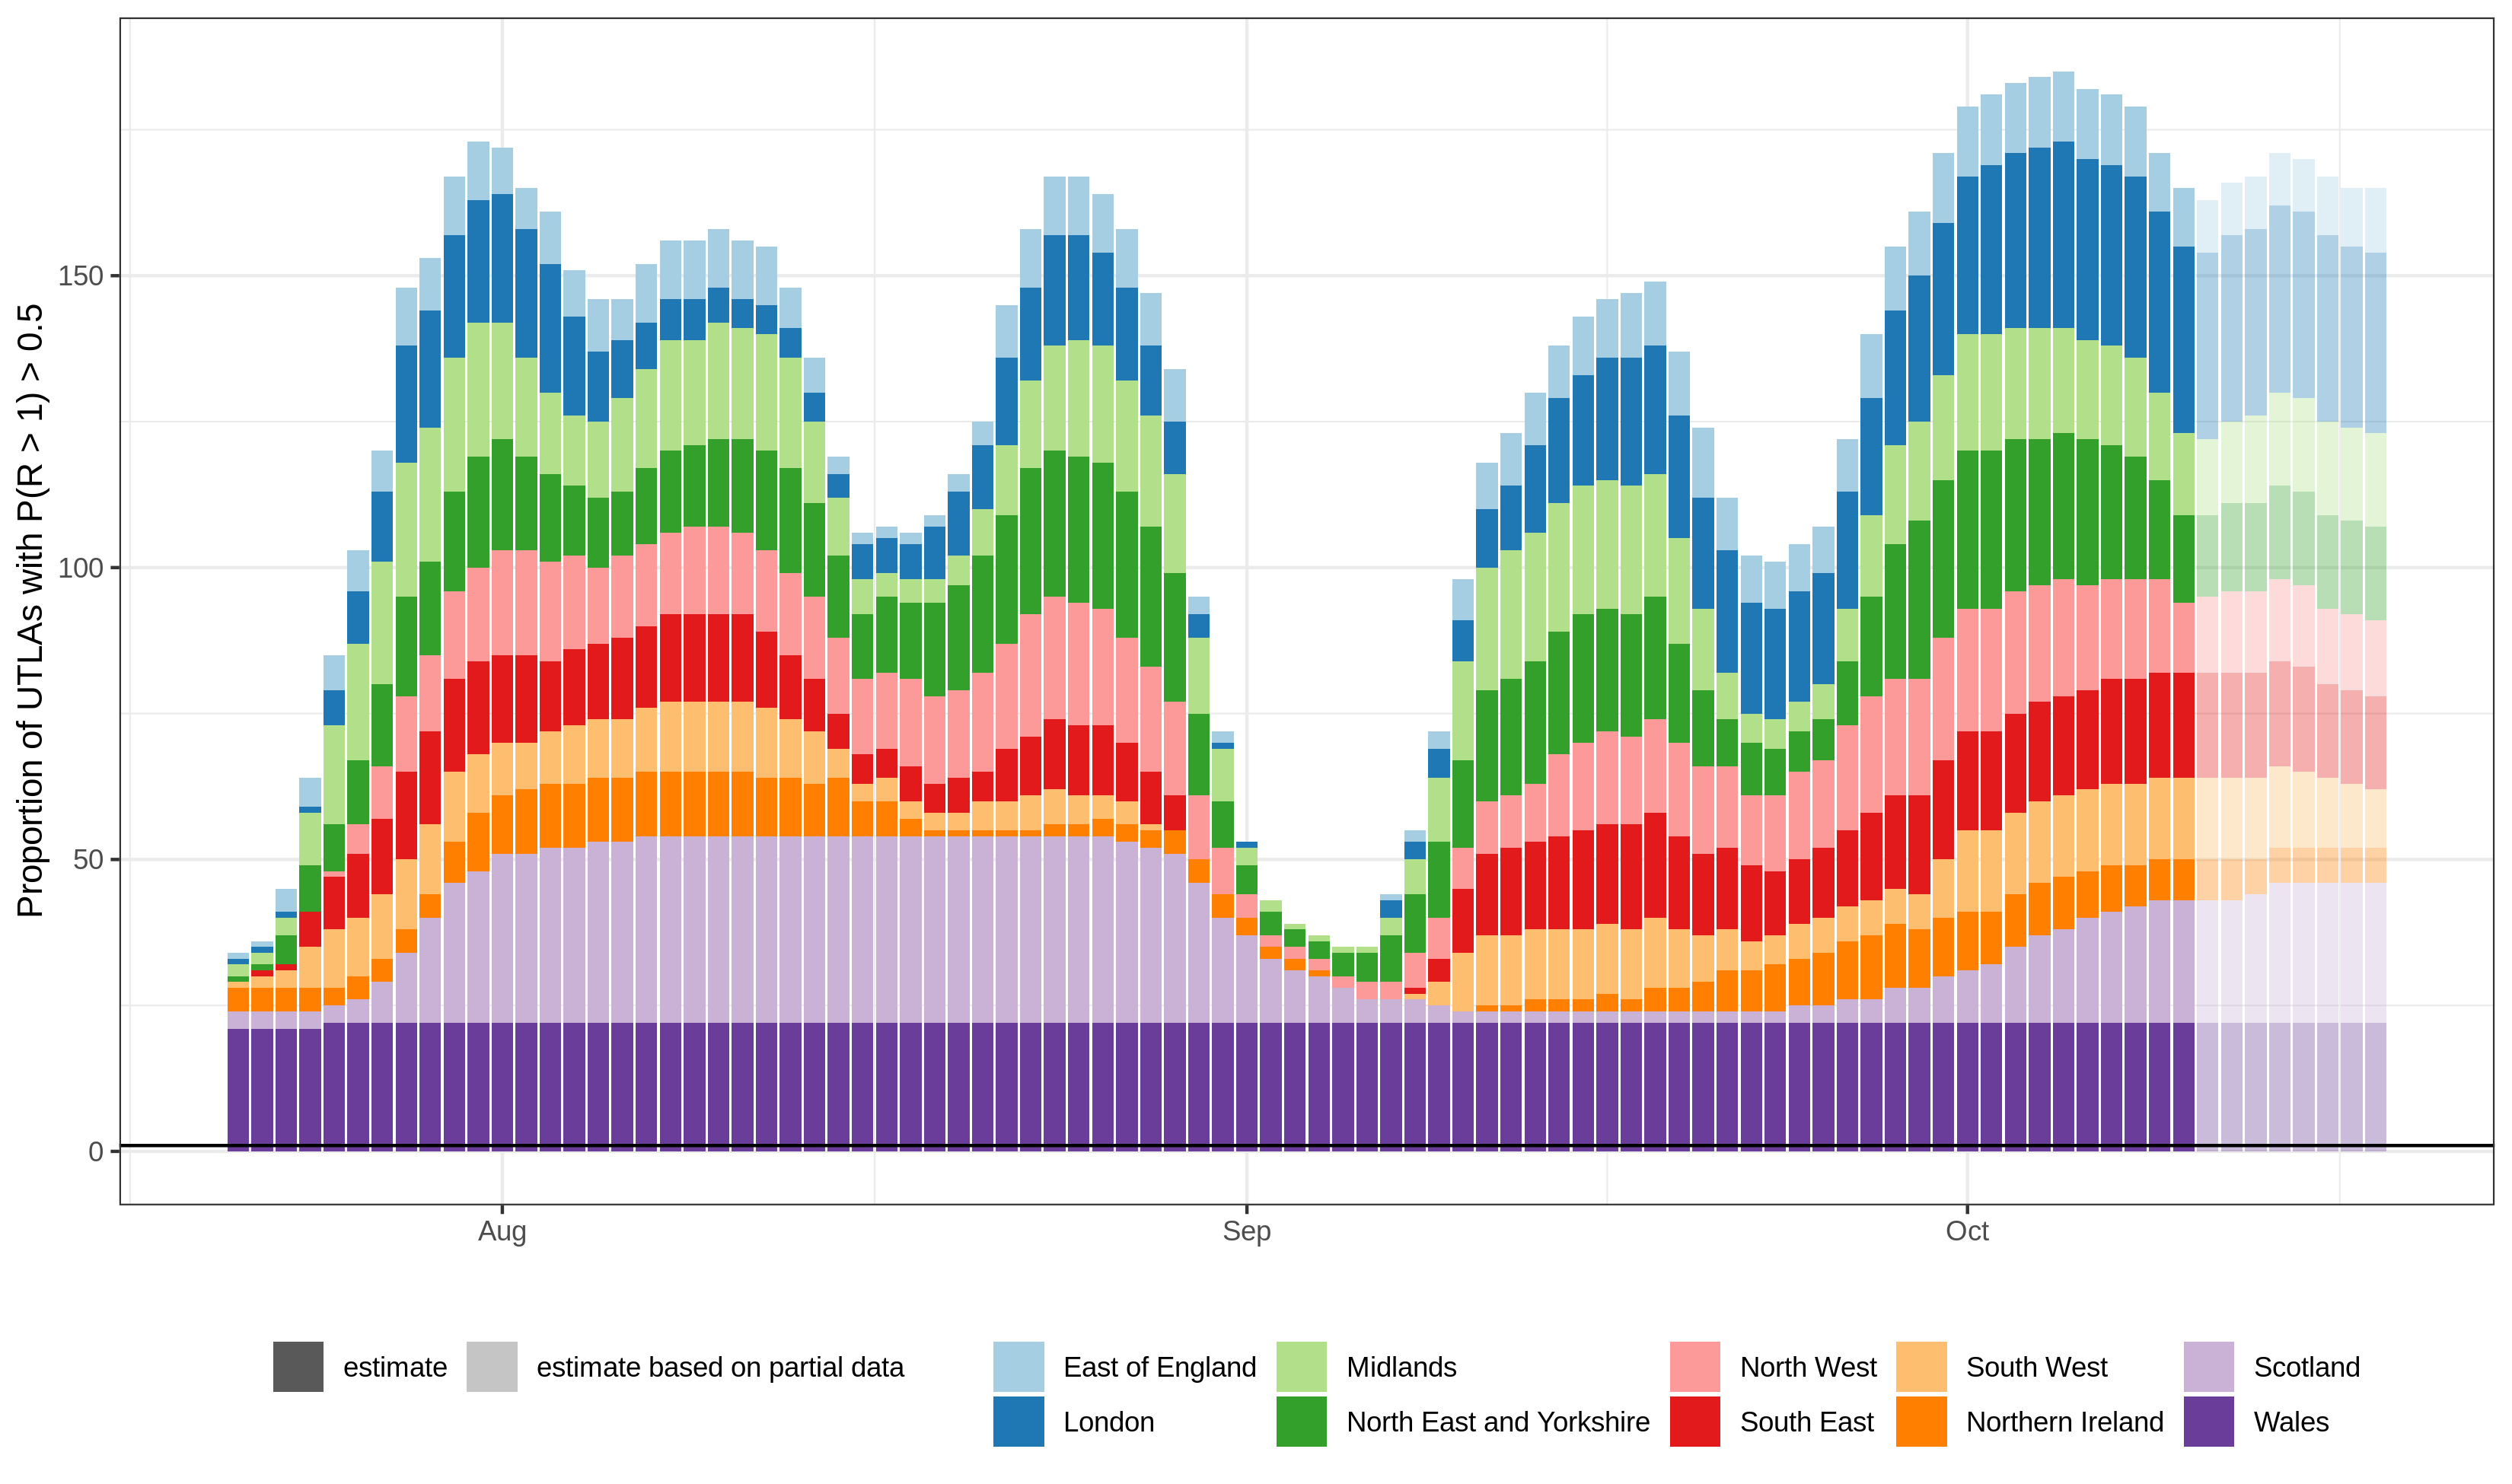 Proportion of UTLAs with P(R > 1) > 0.5
150
100
50
0
Aug Sep Oct
estimate estimate based on partial data East of England Midlands North West South West Scotland
London North East and Yorkshire South East Northern Ireland Wales